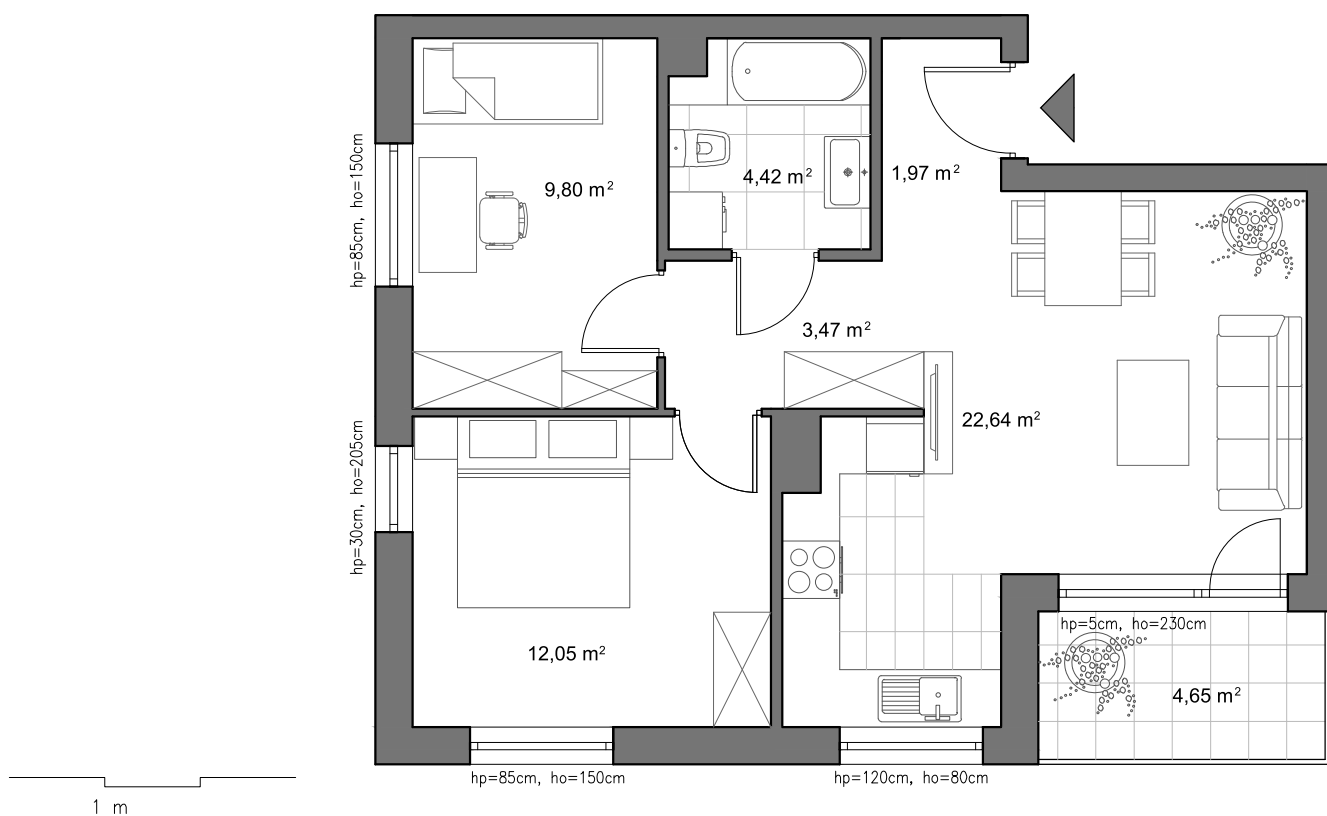 hp=85cm, ho=150cm
9,80 m²
4,42 m²
1,97 m²
3,47 m²
22,64 m²
hp=30cm, ho=205cm
12,05 m²
hp=5cm, ho=230cm
4,65 m²
hp=85cm, ho=150cm
hp=120cm, ho=80cm
1 m